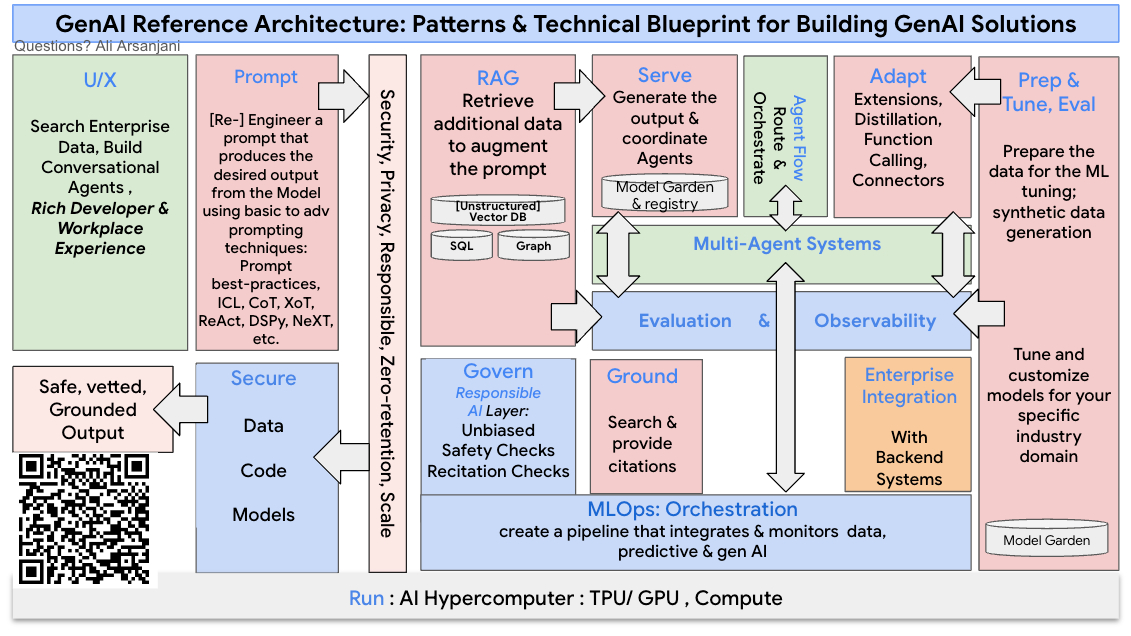 GenAI Reference Architecture: Patterns & Technical Blueprint for Building GenAI Solutions
Questions? Ali Arsanjani
U/X
Search Enterprise
Data, Build
Conversational
Agents ,
Rich Developer &
Workplace
Experience
Prompt
[Re-] Engineer a
prompt that
produces the
desired output
from the Model
using basic to adv
prompting
techniques:
Prompt
best-practices,
ICL, CoT, XoT,
ReAct, DSPy, NeXT,
etc.
Security, Privacy, Responsible, Zero-retention, Scale
RAG
Retrieve
additional data
to augment
the prompt
[Unstructured]
Vector DB
SQL
Graph
Serve
Generate the
output &
coordinate
Agents
Model Garden
& registry
Agent Flow
Route &
Orchestrate
Adapt
Extensions,
Distillation,
Function
Calling,
Connectors
Prep &
Tune, Eval
Prepare the
data for the ML
tuning;
synthetic data
generation
Tune and
customize
models for your
specific
industry
domain
Model Garden
Multi-Agent Systems
Evaluation & Observability
Safe, vetted,
Grounded
Output
Secure
Data
Code
Models
Govern
Responsible
AI Layer:
Unbiased
Safety Checks
Recitation Checks
Ground
Search &
provide
citations
Enterprise
Integration
With
Backend
Systems
MLOps: Orchestration
create a pipeline that integrates & monitors data,
predictive & gen AI
Run : AI Hypercomputer : TPU/ GPU , Compute